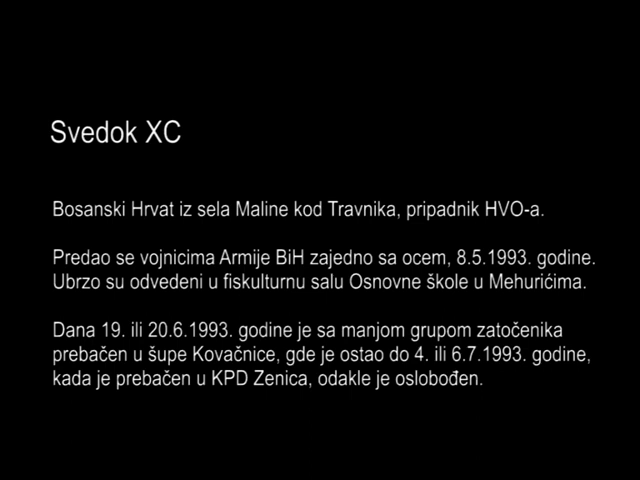 Svedok XC
Bosanski Hrvat iz sela Maline kod Travnika, pripadnik HVO-a.
Predao se vojnicima Armije BiH zajedno sa ocem, 8.5.1993. godine.
Ubrzo su odvedeni u fiskulturnu salu Osnovne škole u Mehurićima.
Dana 19. ili 20.6.1993. godine je sa manjom grupom zatočenika
prebačen u šupe Kovačnice, gde je ostao do 4. ili 6.7.1993. godine,
kada je prebačen u KPD Zenica, odakle je oslobođen.